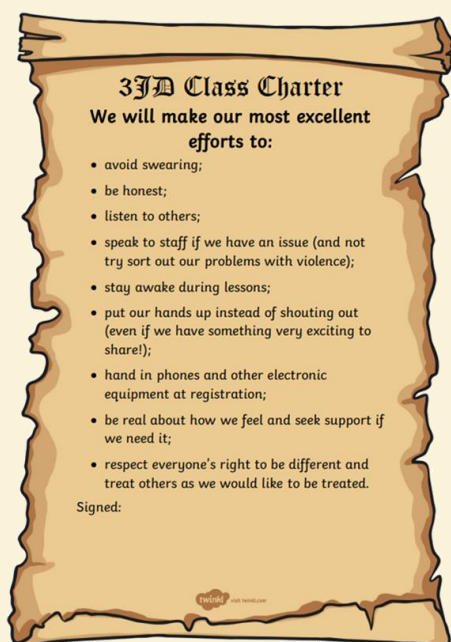 3JD Class Charter
We will make our most excellent
efforts to:
• avoid swearing;
• be honest;
• listen to others;
• speak to staff if we have an issue (and not
try sort out our problems with violence);
• stay awake during lessons;
• put our hands up instead of shouting out
(even if we have something very exciting to
share!);
• hand in phones and other electronic
equipment at registration;
• be real about how we feel and seek support if
we need it;
• respect everyone's right to be different and
treat others as we would like to be treated.
Signed:
twinkl visit twinkl.com